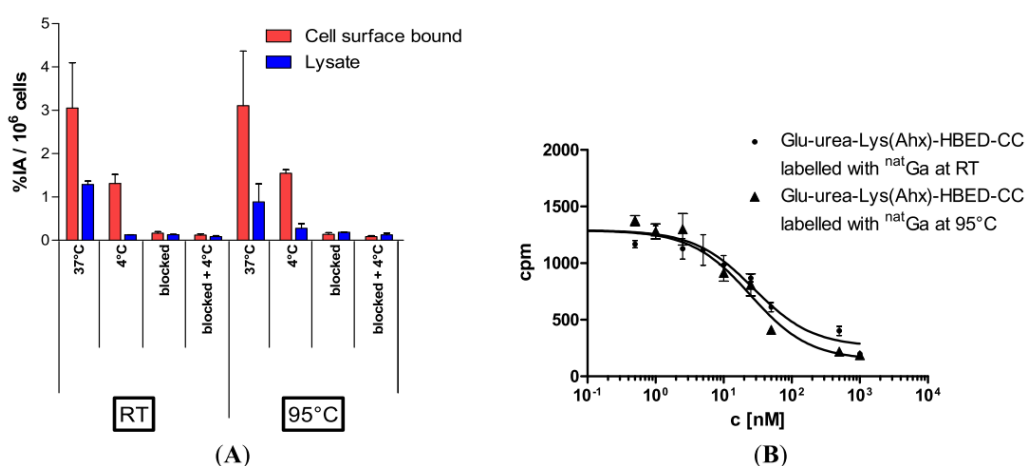 5
4
3
2
1
0
%IA / 10⁶ cells
Cell surface bound
Lysate
37°C
4°C
blocked
blocked + 4°C
37°C
4°C
blocked
blocked + 4°C
RT
95°C
(A)
Glu-urea-Lys(Ahx)-HBED-CC
labelled with ⁿᵃᵗGa at RT
Glu-urea-Lys(Ahx)-HBED-CC
labelled with ⁿᵃᵗGa at 95°C
2000
1500
1000
500
0
cpm
10⁻¹ 10⁰ 10¹ 10² 10³ 10⁴
c [nM]
(B)